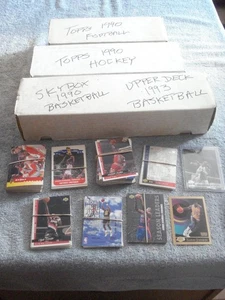 TOPPS 1990
FOOTBALL
TOPPS 1990
HOCKEY
SKYBOX
1990
BASKETBALL
UPPER DECK
1993
BASKETBALL